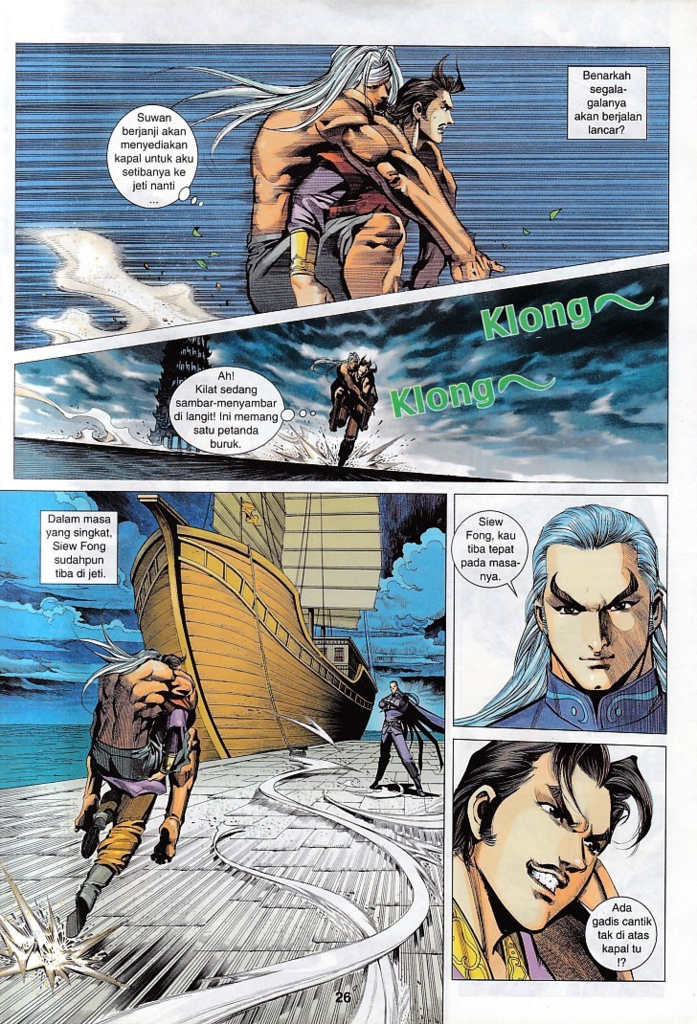 Suwan
berjanji akan
menyediakan
kapal untuk aku
setibanya ke
jeti nanti
...
Benarkah
segala-
galanya
akan berjalan
lancar?
Klong~
Klong~
Ah!
Kilat sedang
sambar-menyambar
di langit! Ini memang
satu petanda
buruk.
Dalam masa
yang singkat,
Siew Fong
sudahpun
tiba di jeti.
Siew
Fong, kau
tiba tepat
pada masa-
nya.
Ada
gadis cantik
tak di atas
kapal tu
!?
26